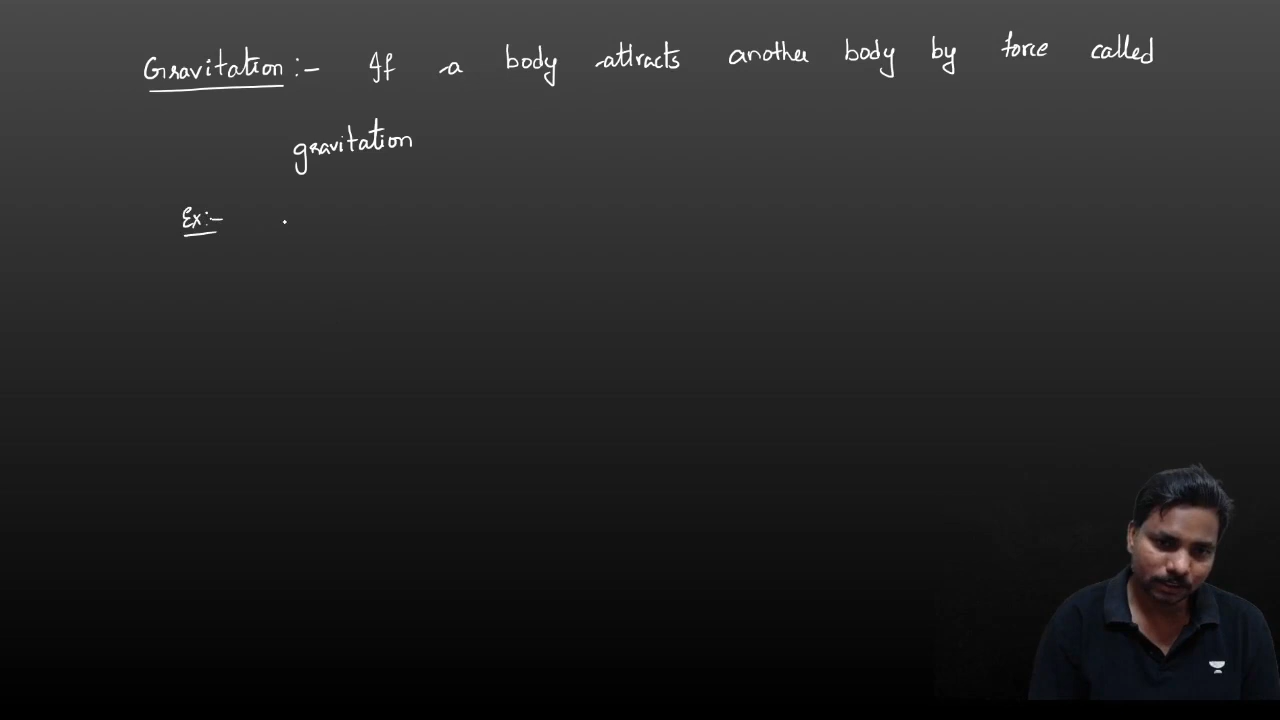 Gravitation :- If a body attracts another body by force called
gravitation
Ex:- .